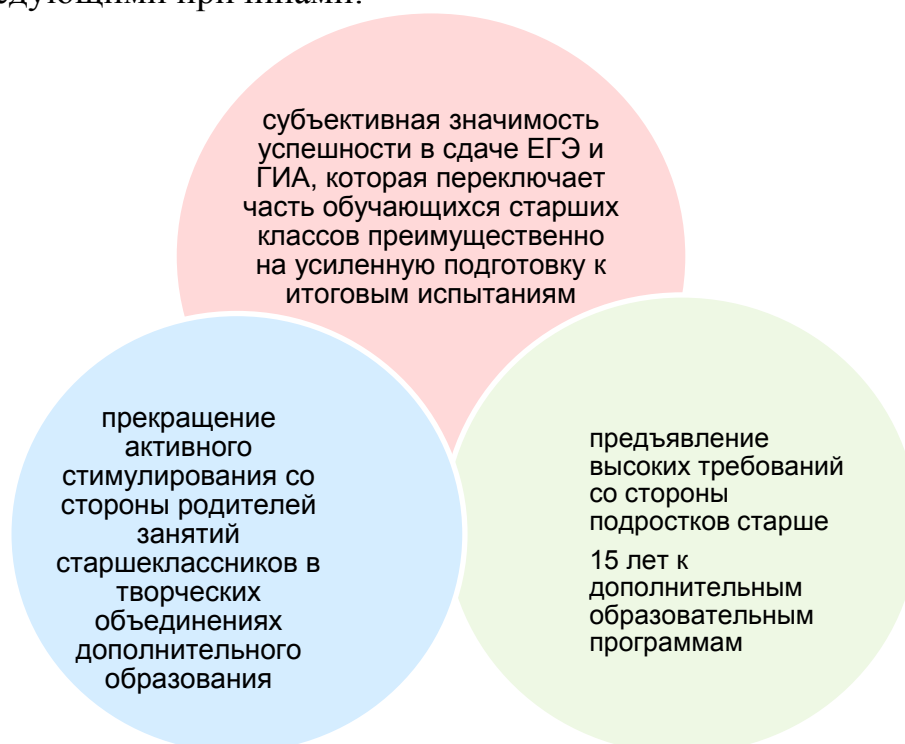 субъективная значимость
успешности в сдаче ЕГЭ и
ГИА, которая переключает
часть обучающихся старших
классов преимущественно
на усиленную подготовку к
итоговым испытаниям
прекращение
активного
стимулирования со
стороны родителей
занятий
старшеклассников в
творческих
объединениях
дополнительного
образования
предъявление
высоких требований
со стороны
подростков старше
15 лет к
дополнительным
образовательным
программам